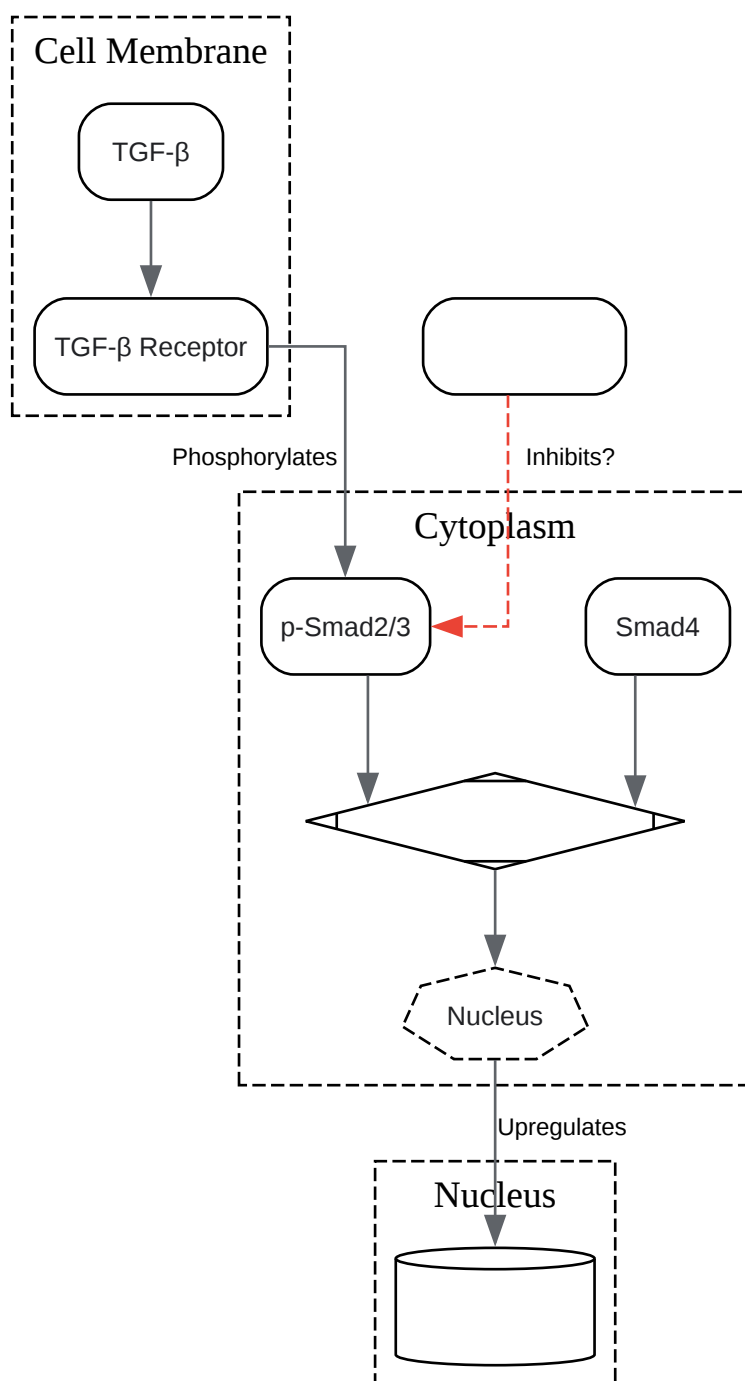 Cell Membrane
TGF-β
TGF-β Receptor
Phosphorylates
Inhibits?
Cytoplasm
p-Smad2/3
Smad4
Nucleus
Upregulates
Nucleus